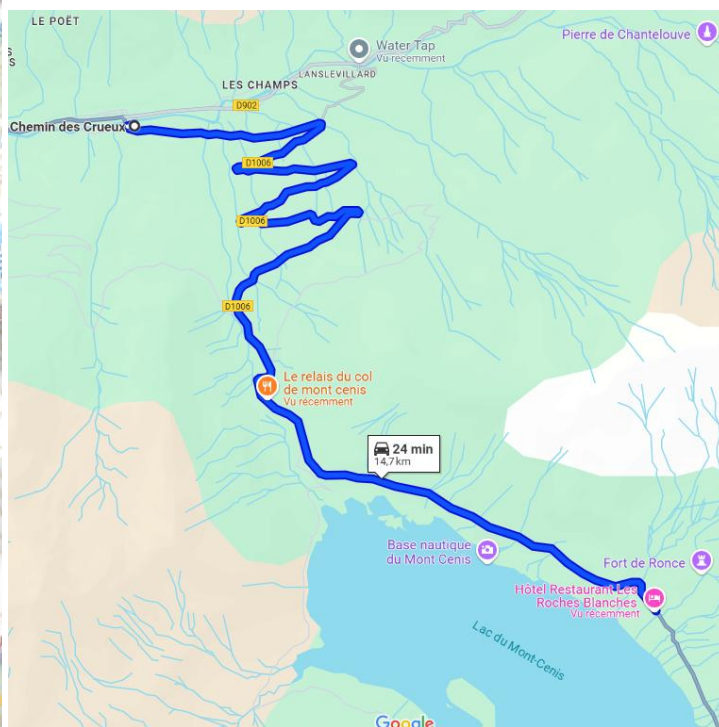 LE POËT
S
S
Water Tap
Vu récemment
Pierre de Chantelouve
LANSLEVILLARD
LES CHAMPS
D902
Chemin des Crueux
D1006
D1006
D1006
Le relais du col
de mont cenis
Vu récemment
24 min
14,7 km
Base nautique
du Mont Cenis
Fort de Ronce
Hôtel Restaurant Les
Roches Blanches
Vu récemment
Lac du Mont-Cenis
Google